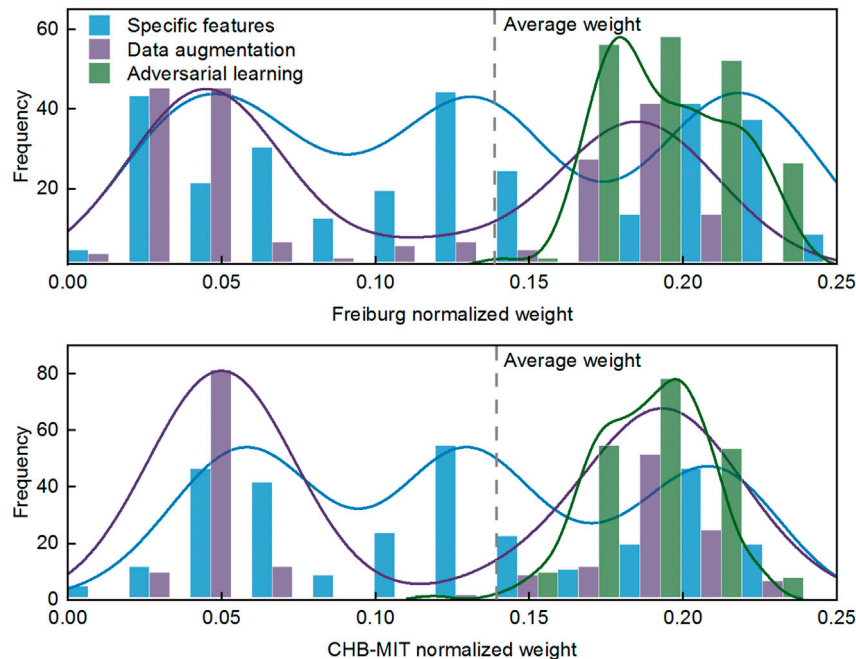 60
40
20
Frequency
Specific features
Data augmentation
Adversarial learning
Average weight
0.00 0.05 0.10 0.15 0.20 0.25
Freiburg normalized weight
80
60
40
20
0
Frequency
Average weight
0.00 0.05 0.10 0.15 0.20 0.25
CHB-MIT normalized weight